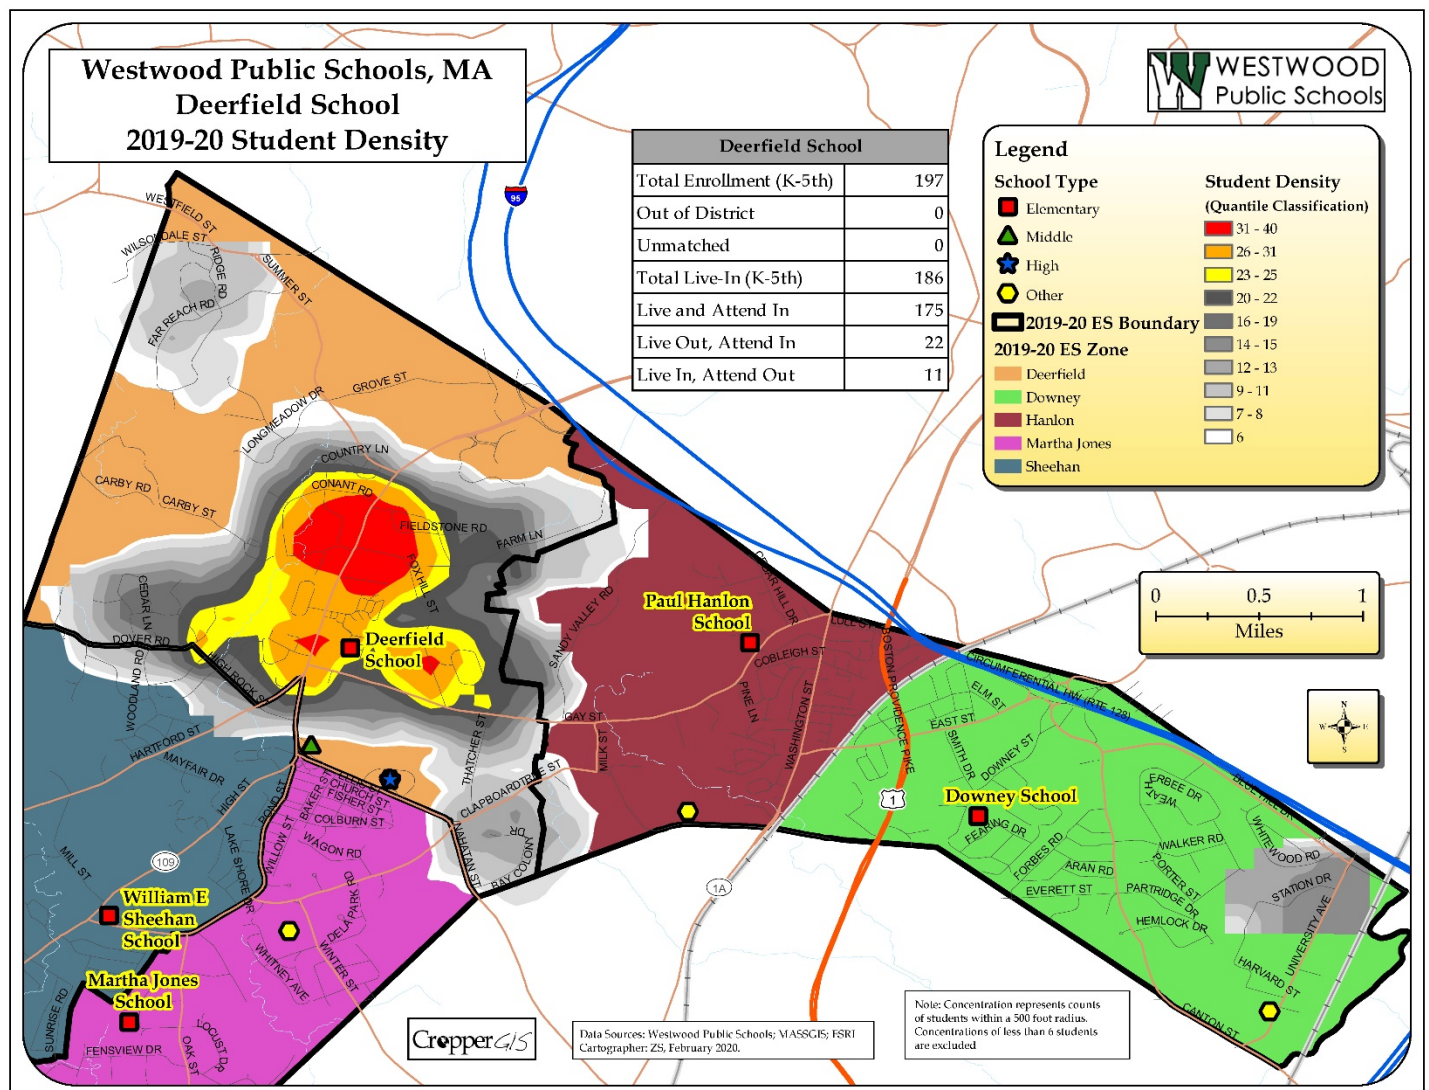 Westwood Public Schools, MA
Deerfield School
2019-20 Student Density
WESTWOOD
Public Schools
95
Deerfield School
Total Enrollment (K-5th) 197
Out of District 0
Unmatched 0
Total Live-In (K-5th) 186
Live and Attend In 175
Live Out, Attend In 22
Live In, Attend Out 11
Legend
School Type
Elementary
Middle
High
Other
2019-20 ES Boundary
2019-20 ES Zone
Deerfield
Downey
Hanlon
Martha Jones
Sheehan
Student Density
(Quantile Classification)
31 - 40
26 - 31
23 - 25
20 - 22
16 - 19
14 - 15
12 - 13
9 - 11
7 - 8
6
0 0.5 1
Miles
N
W E
S
WESTFIELD ST
WILSONDALE ST
RIDGE RD
SUMMER ST
FAR REACH RD
GROVE ST
LONGMEADOW DR
COUNTRY LN
CARBY RD
CARBY ST
CONANT RD
FIELDSTONE RD
FARM LN
FOX HILL ST
CEDAR LN
DOVER RD
HIGH ROCK ST
WOODLAND RD
Deerfield
School
SANDY VALLEY RD
CEDAR HILL DR
Paul Hanlon
School
COBLEIGH ST
PINE LN
WASHINGTON ST
BOSTON PROVIDENCE PIKE
CIRCUMFERENTIAL HW (RTE 128)
ELM ST
EAST ST
SMITH DR
DOWNEY ST
GAY ST
MILK ST
THATCHER ST
CLAPBOARDTREE ST
HARTFORD ST
MAYFAIR DR
HIGH ST
POND ST
BAKER ST
CHURCH ST
FISHER ST
COLBURN ST
WAGON RD
WILLOW ST
LAKE SHORE DR
NAHATAN ST
BAY COLONY DR
1
Downey School
FEARING DR
FORBES RD
ERBEE DR
BLUE HILL DR
WHITEWOOD RD
WALKER RD
ARAN RD
PORTER ST
EVERETT ST
PARTRIDGE DR
HEMLOCK DR
STATION DR
UNIVERSITY AVE
HARVARD ST
CANTON ST
109
1A
MILL ST
William E
Sheehan
School
DELAPARK RD
WHITNEY AVE
WINTER ST
Martha Jones
School
SUNRISE RD
FENSVIEW DR
OAK ST
LOCUST DR
CropperGIS
Data Sources: Westwood Public Schools; MASSGIS; ESRI
Cartographer: ZS, February 2020.
Note: Concentration represents counts
of students within a 500 foot radius.
Concentrations of less than 6 students
are excluded